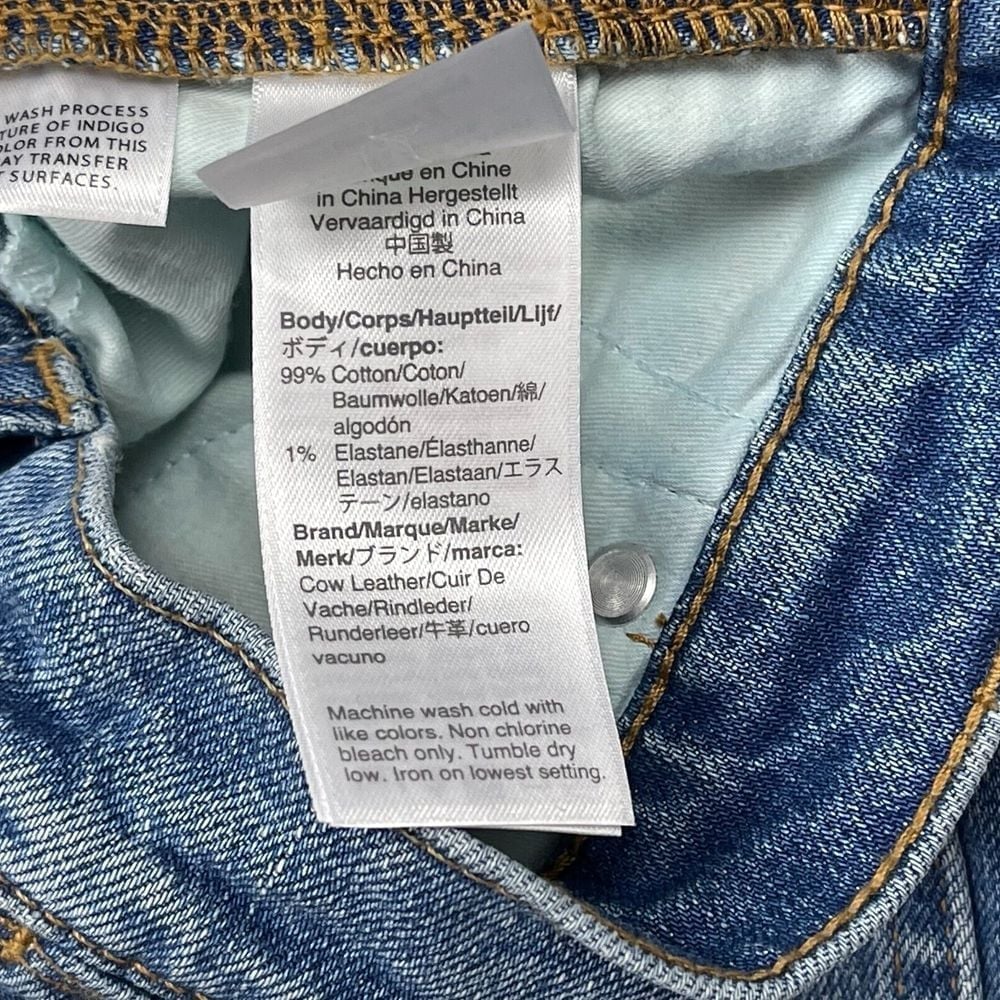 WASH PROCESS
OF INDIGO
FROM THIS
AY TRANSFER
SURFACES.
en Chine
in China Hergestellt
Vervaardigd in China
中国製
Hecho en China
Body/Corps/Hauptteil/Lijf/
ボディ/cuerpo:
99% Cotton/Coton/
Baumwolle/Katoen/綿/
algodón
1% Elastane/Élasthanne/
Elastan/Elastaan/エラス
テーン/elastano
Brand/Marque/Marke/
Merk/ブランド/marca:
Cow Leather/Cuir De
Vache/Rindleder/
Runderleer/牛革/cuero
vacuno
Machine wash cold with
like colors. Non chlorine
bleach only. Tumble dry
low. Iron on lowest setting.